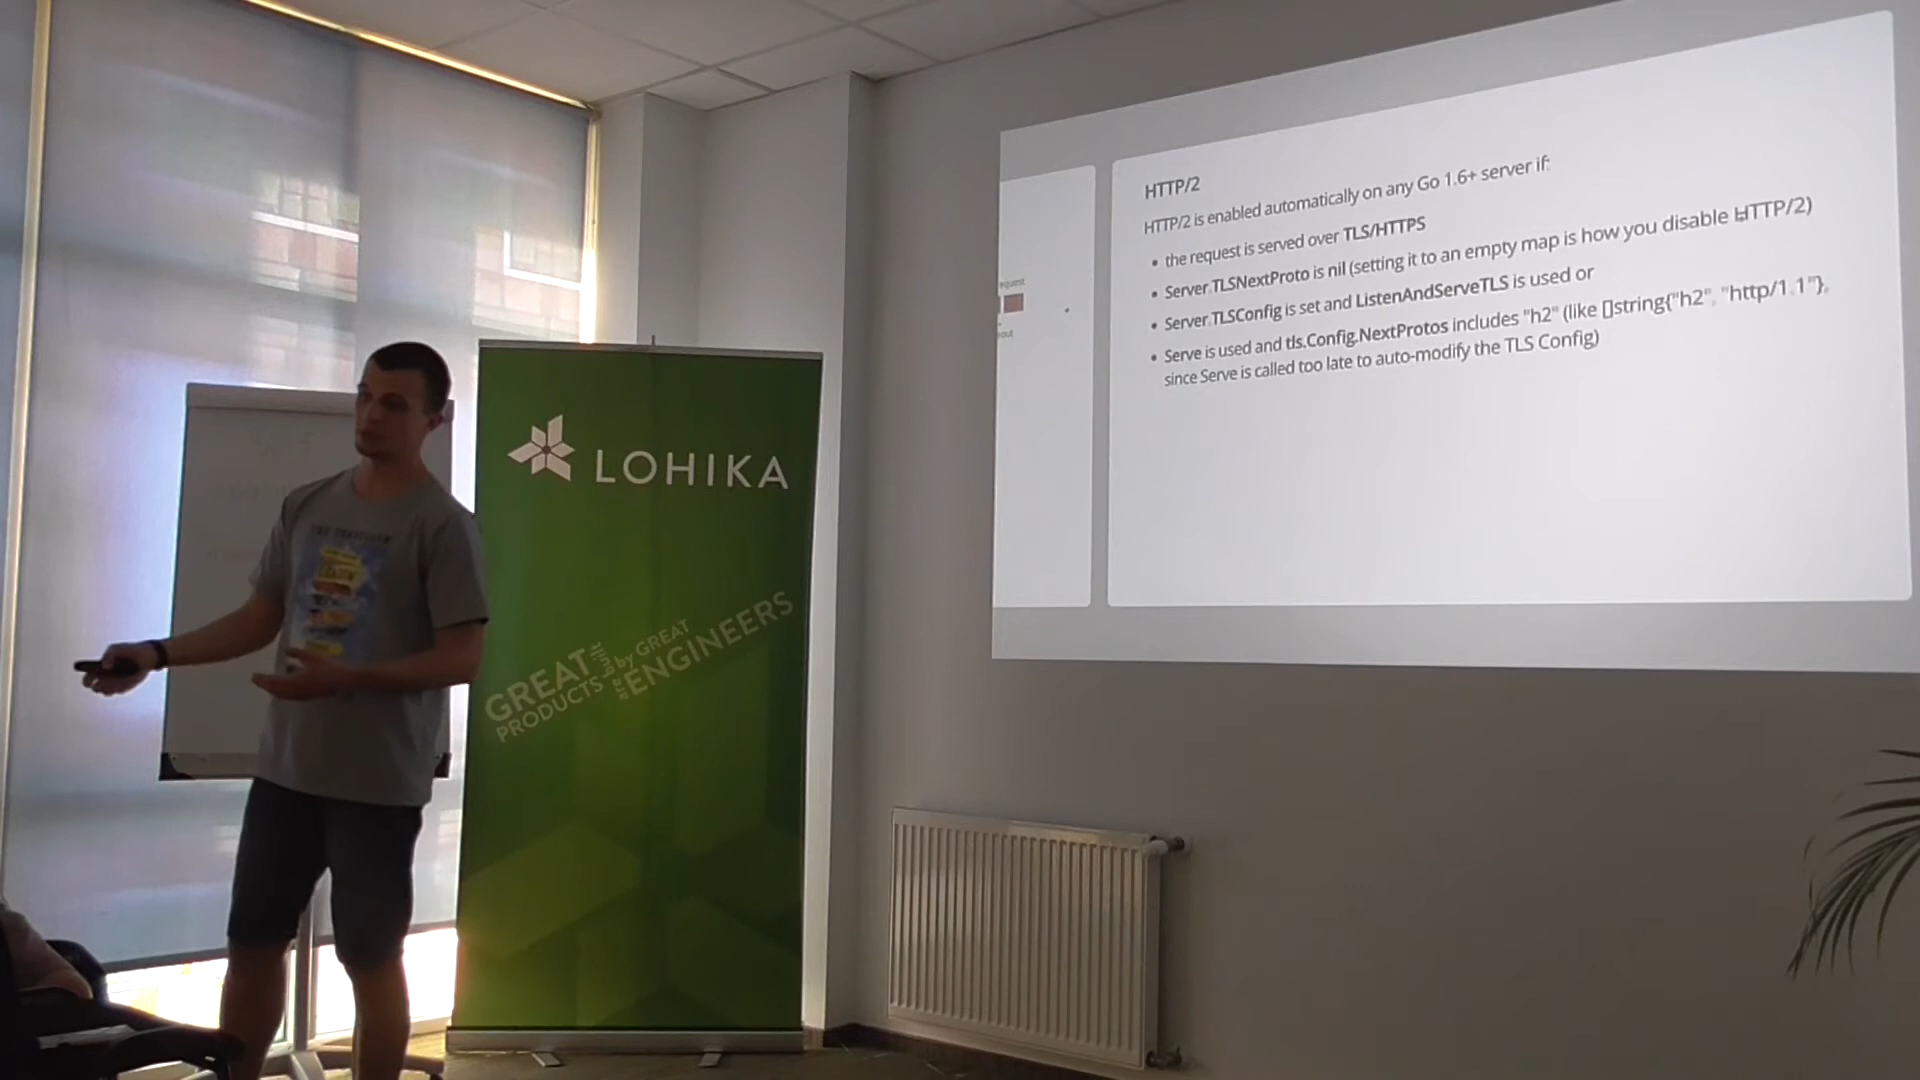 LOHIKA
GREAT
PRODUCTS
by GREAT
ENGINEERS
HTTP/2
HTTP/2 is enabled automatically on any Go 1.6+ server if:
• the request is served over TLS/HTTPS
• Server.TLSNextProto is nil (setting it to an empty map is how you disable HTTP/2)
• Server.TLSConfig is set and ListenAndServeTLS is used or
• Serve is used and tls.Config.NextProtos includes "h2" (like []string{"h2", "http/1.1"},
since Serve is called too late to auto-modify the TLS Config)